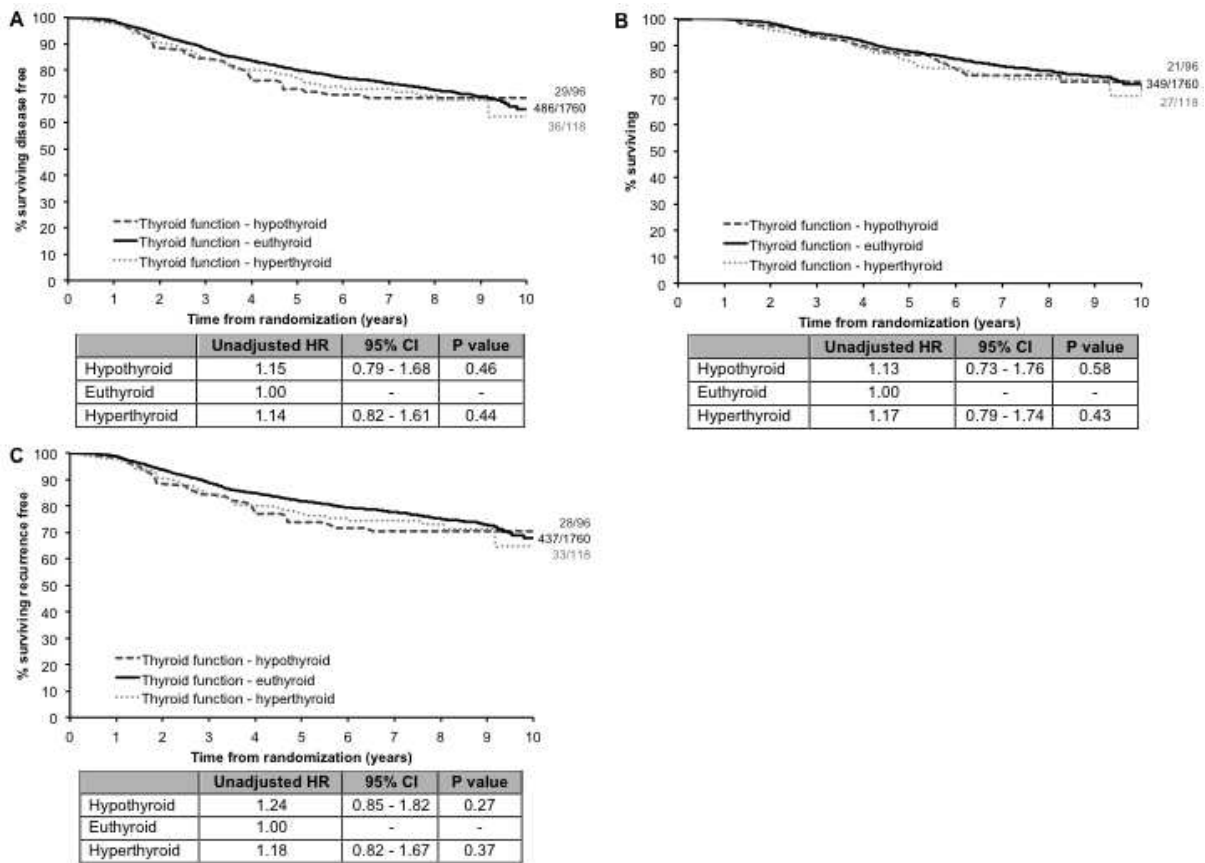 A
% surviving disease free
100
90
80
70
60
50
40
30
20
10
0
29/96
486/1760
36/118
Thyroid function - hypothyroid
Thyroid function - euthyroid
Thyroid function - hyperthyroid
0 1 2 3 4 5 6 7 8 9 10
Time from randomization (years)
Unadjusted HR 95% CI P value
Hypothyroid 1.15 0.79 - 1.68 0.46
Euthyroid 1.00 - -
Hyperthyroid 1.14 0.82 - 1.61 0.44
B
% surviving
100
90
80
70
60
50
40
30
20
10
0
21/96
349/1760
27/118
Thyroid function - hypothyroid
Thyroid function - euthyroid
Thyroid function - hyperthyroid
0 1 2 3 4 5 6 7 8 9 10
Time from randomization (years)
Unadjusted HR 95% CI P value
Hypothyroid 1.13 0.73 - 1.76 0.58
Euthyroid 1.00 - -
Hyperthyroid 1.17 0.79 - 1.74 0.43
C
% surviving recurrence free
100
90
80
70
60
50
40
30
20
10
0
28/96
437/1760
33/118
Thyroid function - hypothyroid
Thyroid function - euthyroid
Thyroid function - hyperthyroid
0 1 2 3 4 5 6 7 8 9 10
Time from randomization (years)
Unadjusted HR 95% CI P value
Hypothyroid 1.24 0.85 - 1.82 0.27
Euthyroid 1.00 - -
Hyperthyroid 1.18 0.82 - 1.67 0.37